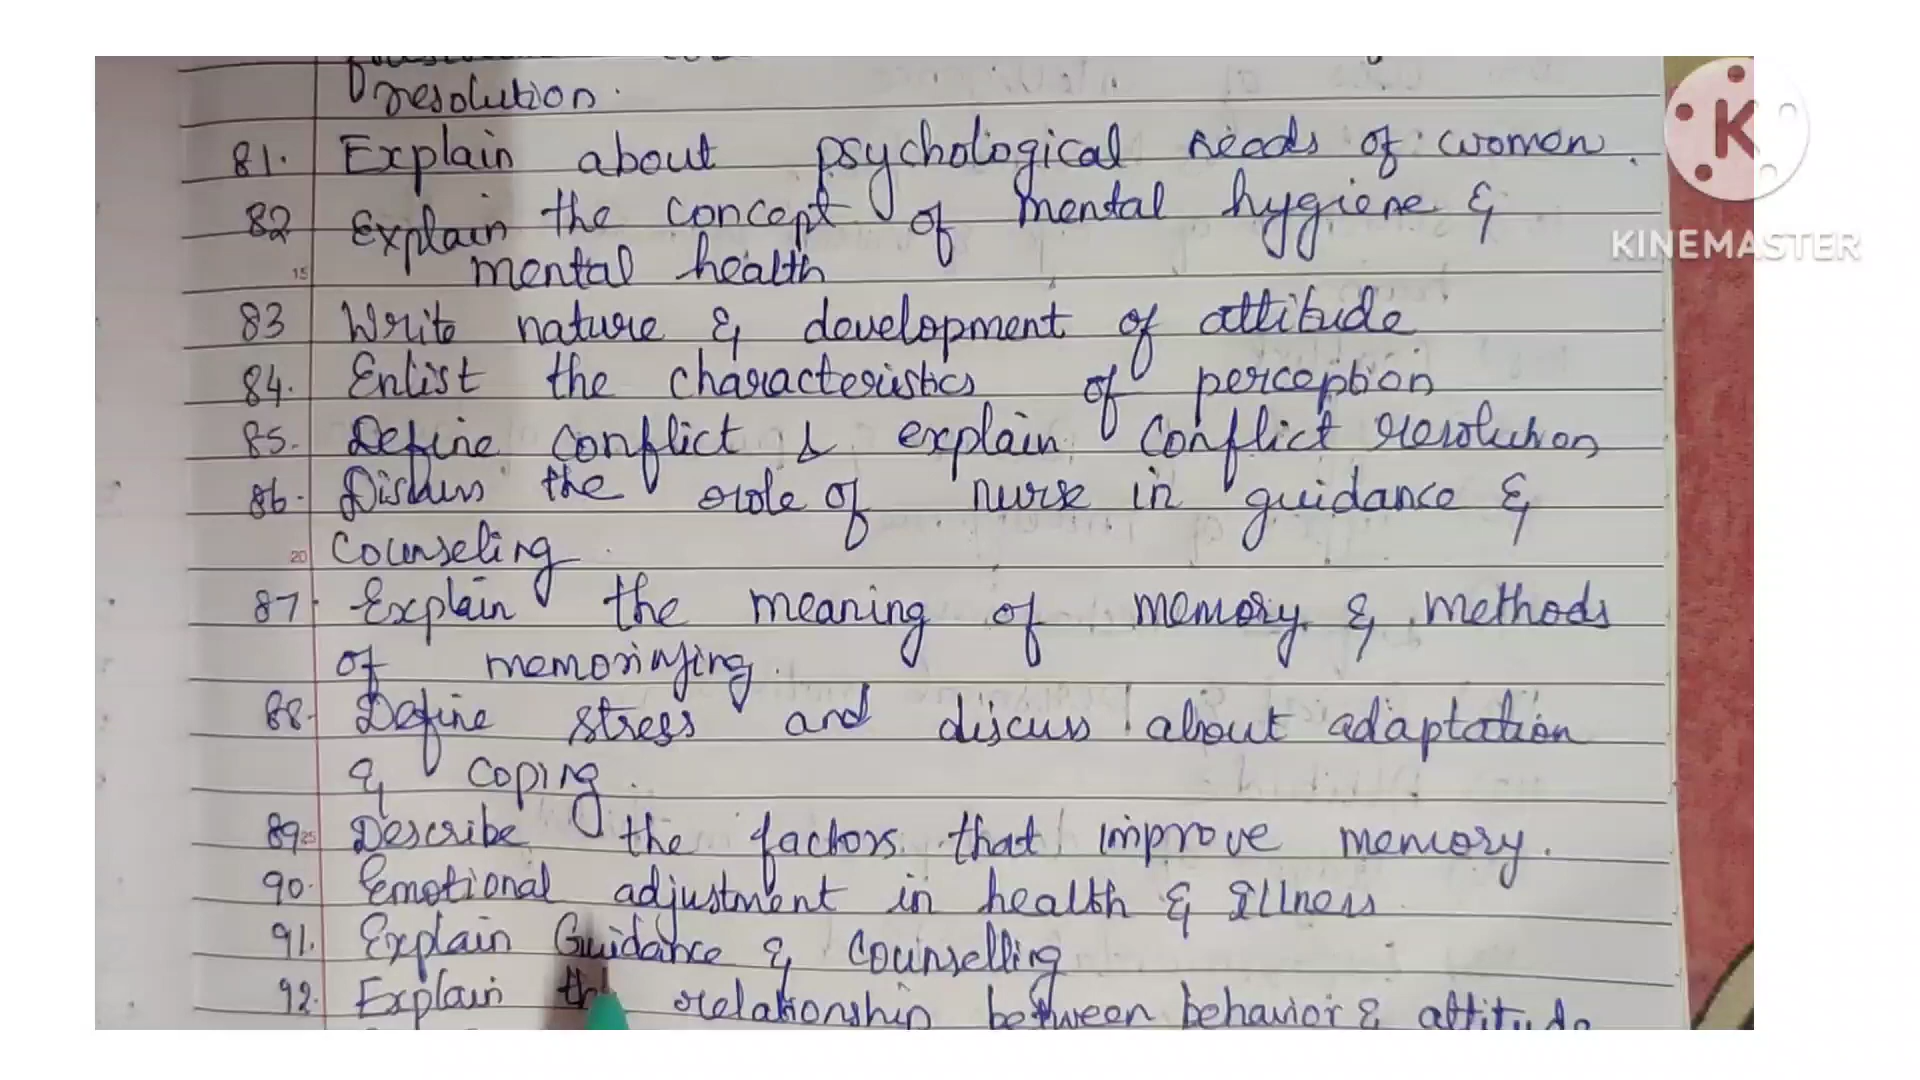 resolution.
81. Explain about psychological needs of women.
82 Explain the concept of mental hygiene &
15 mental health
83 Write nature & development of attitude
84. Enlist the characteristics of perception
85. Define conflict & explain conflict resolution
86. Discuss the role of nurse in guidance &
20 Counseling.
87. Explain the meaning of memory & methods
of memorizing.
88. Define stress and discuss about adaptation
& coping.
89. 25 Describe the factors that improve memory.
90. Emotional adjustment in health & Illness
91. Explain Guidance & Counselling
92. Explain the relationship between behavior & attitude
K
KINEMASTER